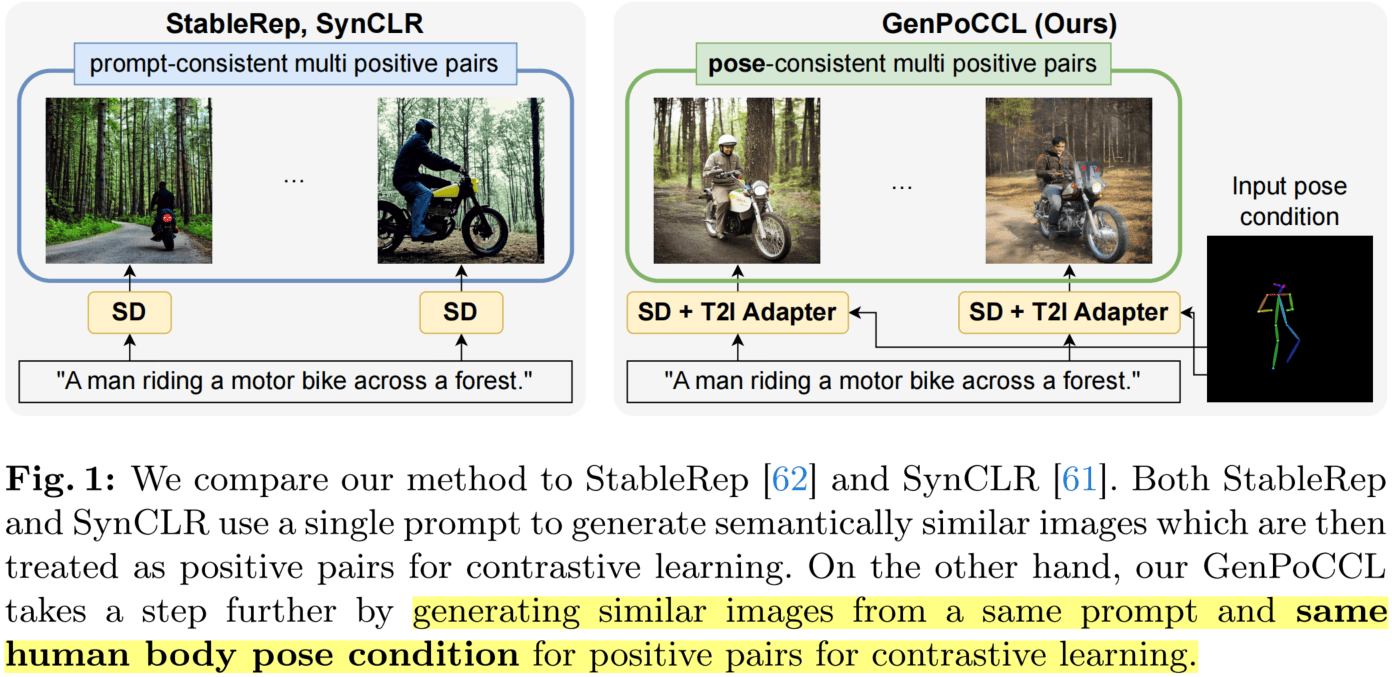 StableRep, SynCLR
prompt-consistent multi positive pairs
...
SD
SD
"A man riding a motor bike across a forest."
GenPoCCL (Ours)
pose-consistent multi positive pairs
...
Input pose
condition
SD + T2I Adapter
SD + T2I Adapter
"A man riding a motor bike across a forest."
Fig. 1: We compare our method to StableRep [62] and SynCLR [61]. Both StableRep
and SynCLR use a single prompt to generate semantically similar images which are then
treated as positive pairs for contrastive learning. On the other hand, our GenPoCCL
takes a step further by generating similar images from a same prompt and same
human body pose condition for positive pairs for contrastive learning.